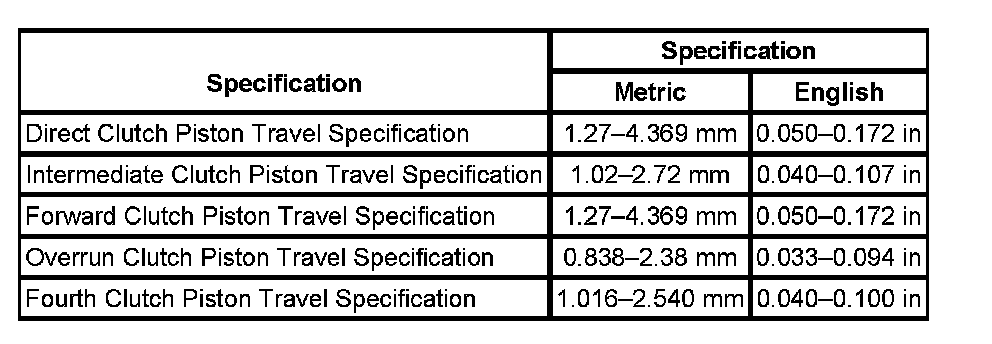 Specification
Specification
Metric
English
Direct Clutch Piston Travel Specification 1.27–4.369 mm 0.050–0.172 in
Intermediate Clutch Piston Travel Specification 1.02–2.72 mm 0.040–0.107 in
Forward Clutch Piston Travel Specification 1.27–4.369 mm 0.050–0.172 in
Overrun Clutch Piston Travel Specification 0.838–2.38 mm 0.033–0.094 in
Fourth Clutch Piston Travel Specification 1.016–2.540 mm 0.040–0.100 in